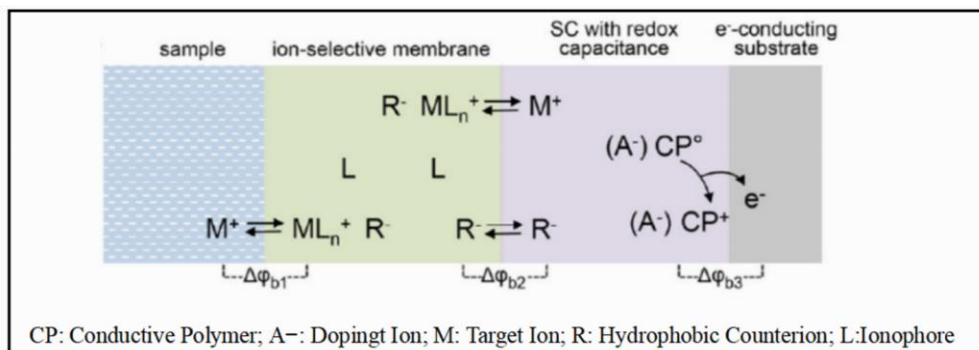 sample ion-selective membrane SC with redox capacitance e⁻-conducting substrate
R⁻ MLₙ⁺ ⇌ M⁺
(A⁻) CP°
L L
e⁻
M⁺ ⇌ MLₙ⁺ R⁻ R⁻ ⇌ R⁻ (A⁻) CP⁺
Δφb1 Δφb2 Δφb3
CP: Conductive Polymer; A−: Dopingt Ion; M: Target Ion; R: Hydrophobic Counterion; L:Ionophore